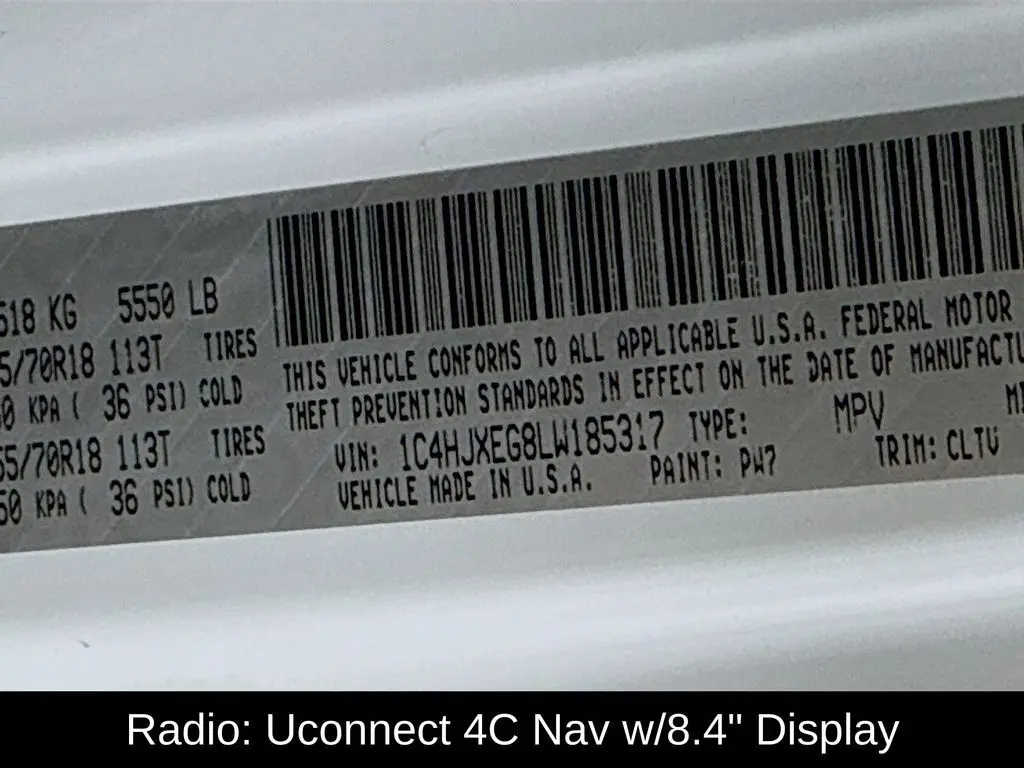 518 KG 5550 LB
5/70R18 113T TIRES
0 KPA ( 36 PSI) COLD
55/70R18 113T TIRES
50 KPA ( 36 PSI) COLD
THIS VEHICLE CONFORMS TO ALL APPLICABLE U.S.A. FEDERAL MOTOR
THEFT PREVENTION STANDARDS IN EFFECT ON THE DATE OF MANUFACTU
VIN: 1C4HJXEG8LW185317 TYPE: MPV
VEHICLE MADE IN U.S.A. PAINT: PW7 TRIM: CLTV
Radio: Uconnect 4C Nav w/8.4" Display